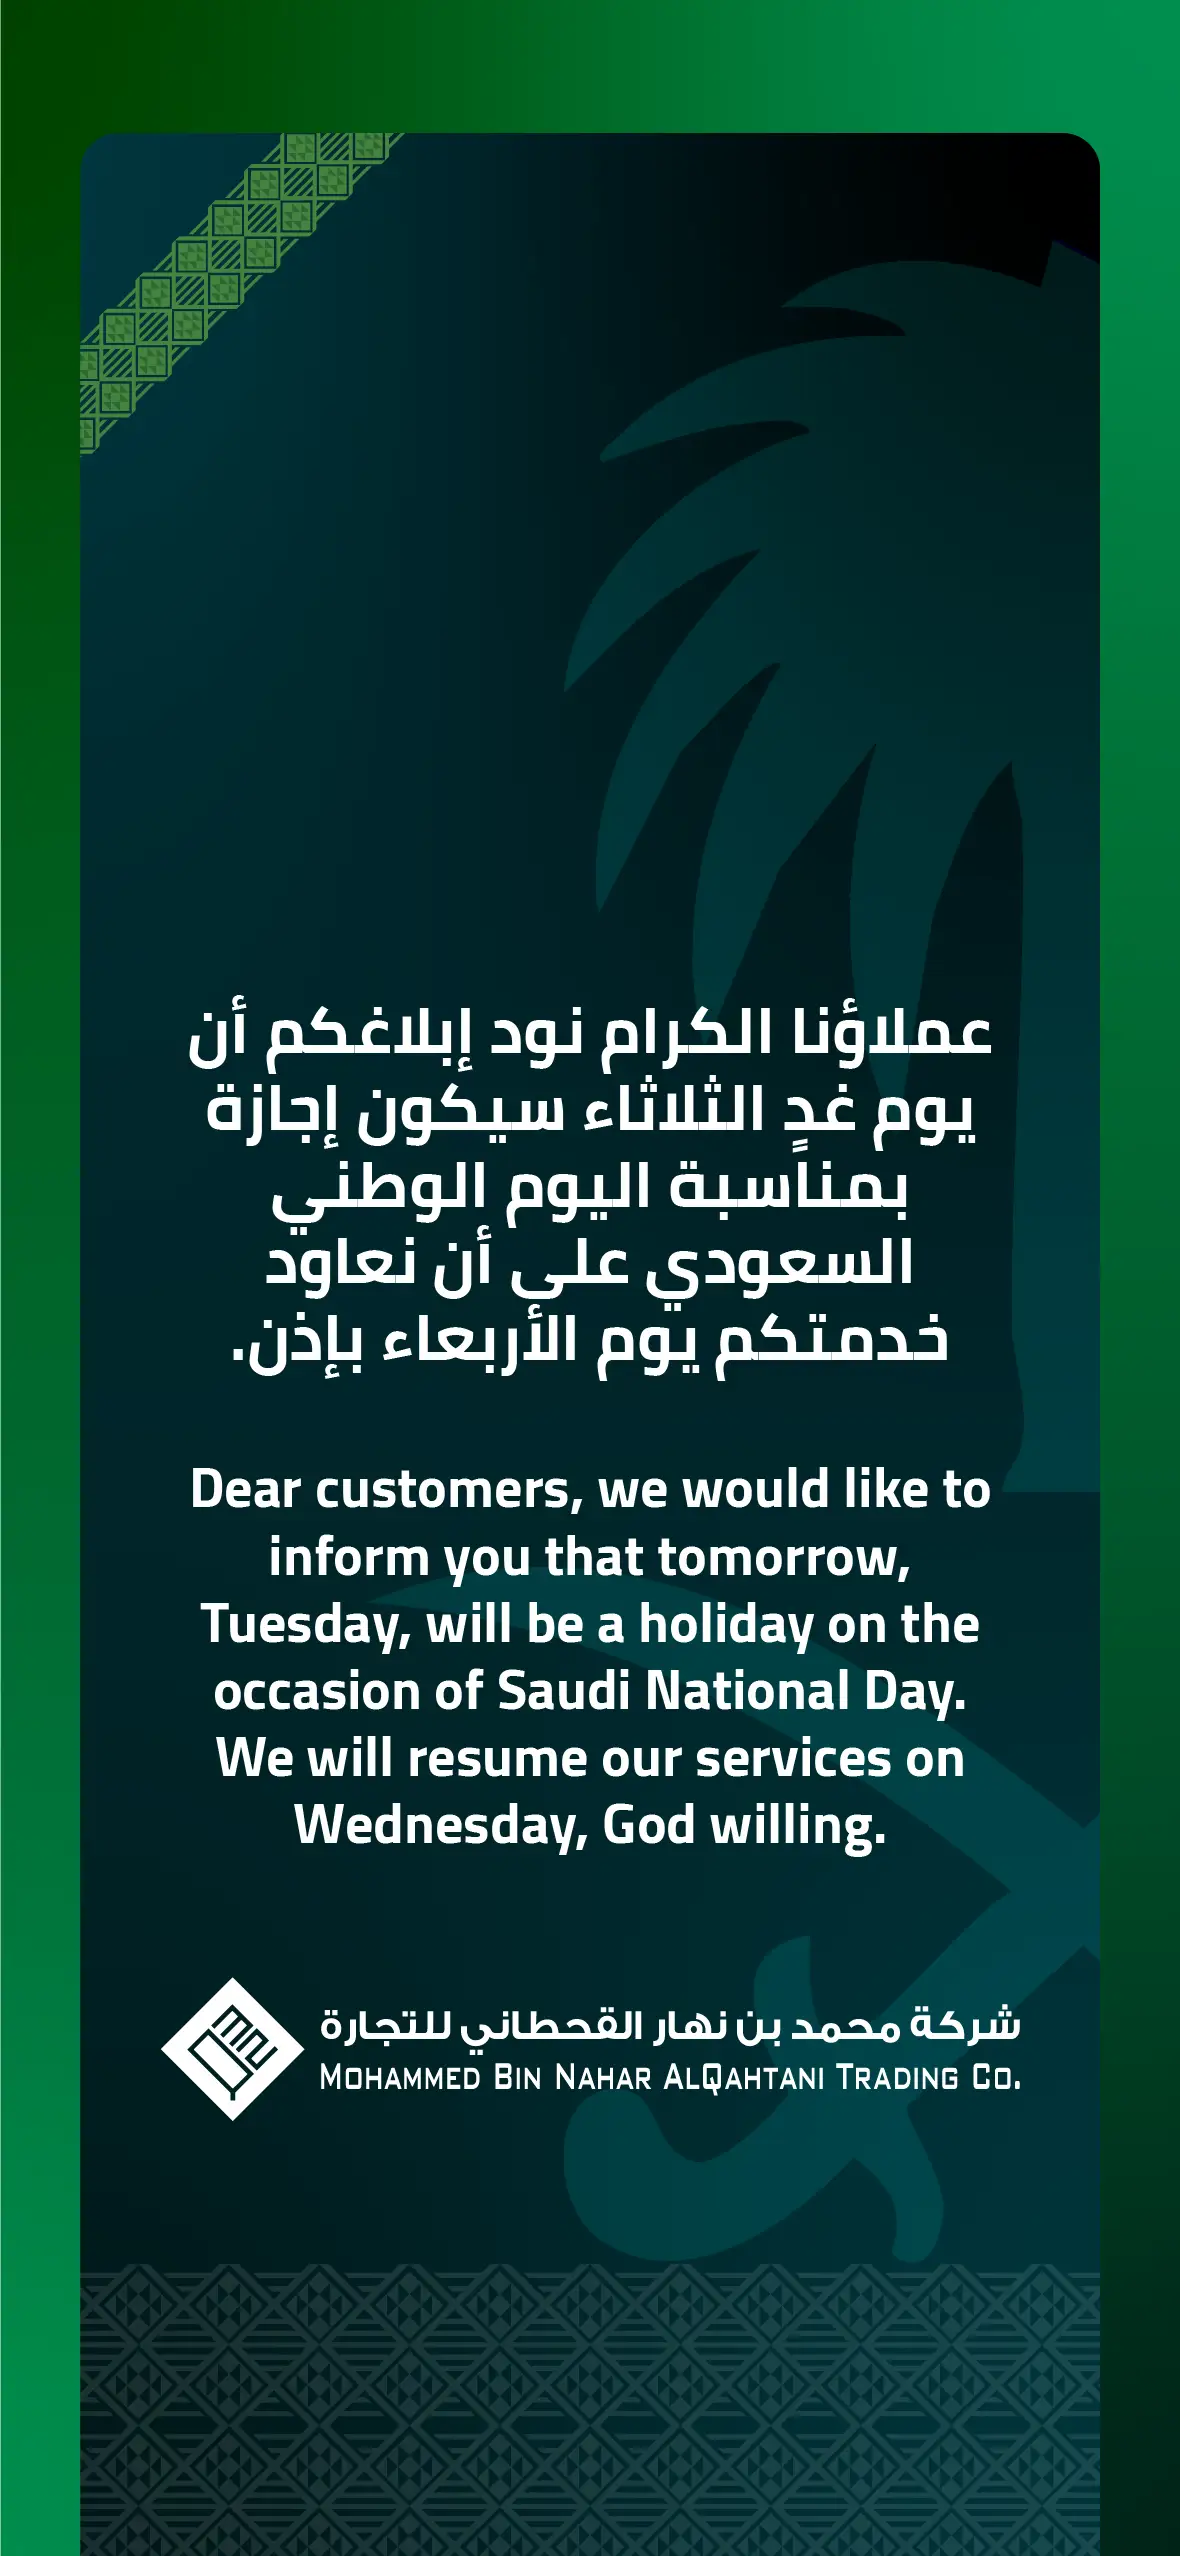 عملاؤنا الكرام نود إبلاغكم أن
يوم غدٍ الثلاثاء سيكون إجازة
بمناسبة اليوم الوطني
السعودي على أن نعاود
خدمتكم يوم الأربعاء بإذن.
Dear customers, we would like to
inform you that tomorrow,
Tuesday, will be a holiday on the
occasion of Saudi National Day.
We will resume our services on
Wednesday, God willing.
شركة محمد بن نهار القحطاني للتجارة
MOHAMMED BIN NAHAR ALQAHTANI TRADING CO.